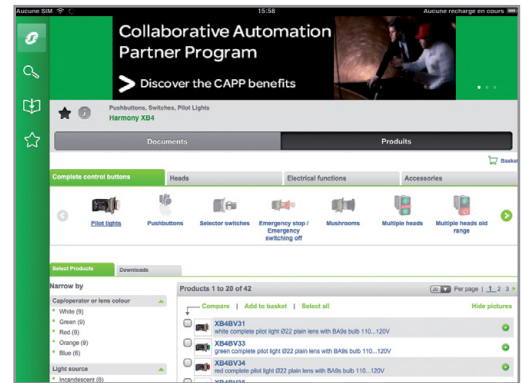 Aucune SIM 15:58 Aucune recharge en cours
Collaborative Automation
Partner Program
Discover the CAPP benefits
Pushbuttons, Switches, Pilot Lights
Harmony XB4
Documents Produits
Basket
Complete control buttons Heads Electrical functions Accessories
Pilot lights Pushbuttons Selector switches Emergency stop / Mushrooms Multiple heads Multiple heads old
Emergency range
switching off
Select Products Downloads
Narrow by Products 1 to 20 of 42 20 Per page | 1 2 3
Cap/operator or lens colour
Compare | Add to basket | Select all Hide pictures
White (9)
Green (9)
Red (9)
Orange (9)
Blue (6)
Light source
Incandescent (8)
XB4BV31
white complete pilot light Ø22 plain lens with BA9s bulb 110...120V
XB4BV33
green complete pilot light Ø22 plain lens with BA9s bulb 110...120V
XB4BV34
red complete pilot light Ø22 plain lens with BA9s bulb 110...120V